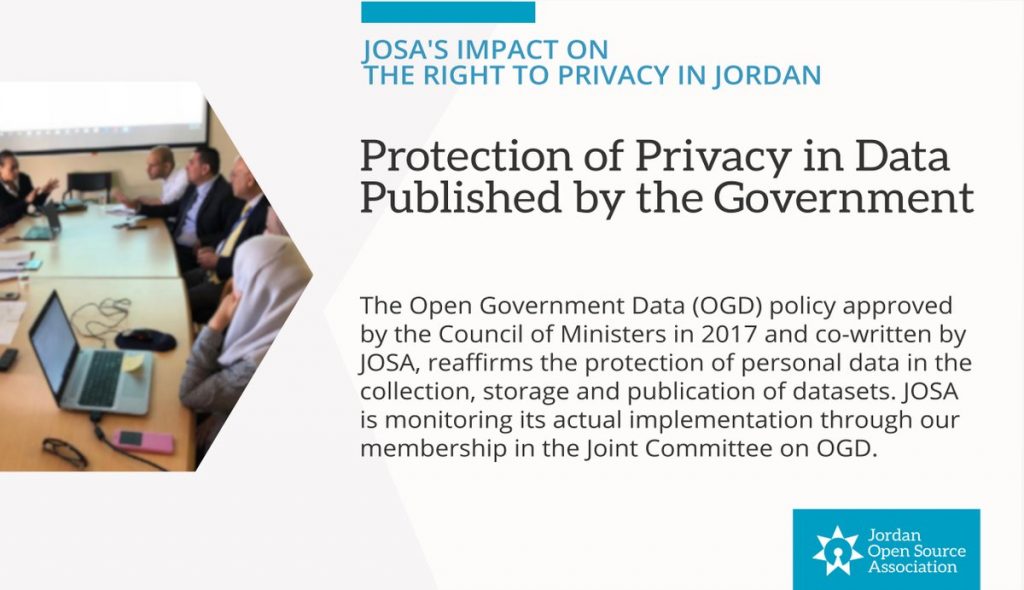 JOSA'S IMPACT ON
THE RIGHT TO PRIVACY IN JORDAN
Protection of Privacy in Data
Published by the Government
The Open Government Data (OGD) policy approved
by the Council of Ministers in 2017 and co-written by
JOSA, reaffirms the protection of personal data in the
collection, storage and publication of datasets. JOSA
is monitoring its actual implementation through our
membership in the Joint Committee on OGD.
Jordan
Open Source
Association